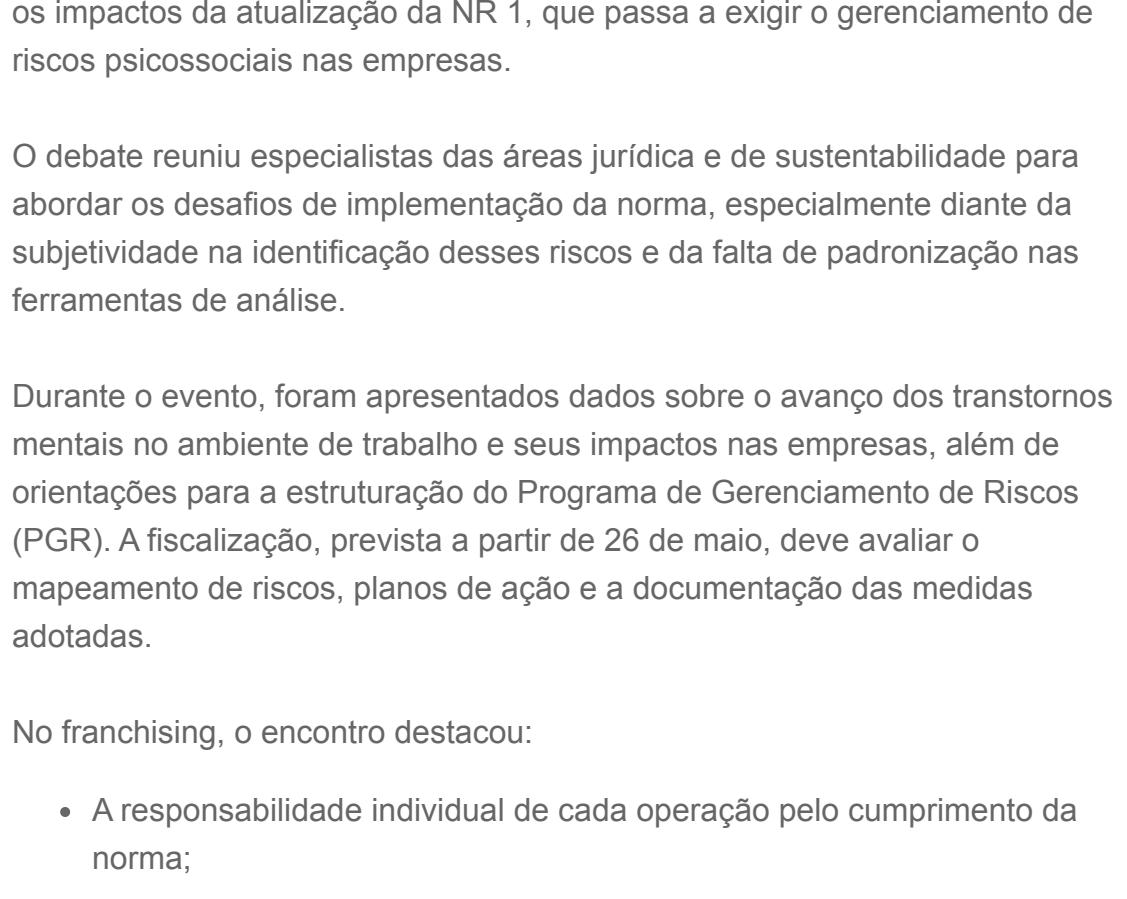 os impactos da atualização da NR 1, que passa a exigir o gerenciamento de
riscos psicossociais nas empresas.
O debate reuniu especialistas das áreas jurídica e de sustentabilidade para
abordar os desafios de implementação da norma, especialmente diante da
subjetividade na identificação desses riscos e da falta de padronização nas
ferramentas de análise.
Durante o evento, foram apresentados dados sobre o avanço dos transtornos
mentais no ambiente de trabalho e seus impactos nas empresas, além de
orientações para a estruturação do Programa de Gerenciamento de Riscos
(PGR). A fiscalização, prevista a partir de 26 de maio, deve avaliar o
mapeamento de riscos, planos de ação e a documentação das medidas
adotadas.
No franchising, o encontro destacou:
• A responsabilidade individual de cada operação pelo cumprimento da
norma;